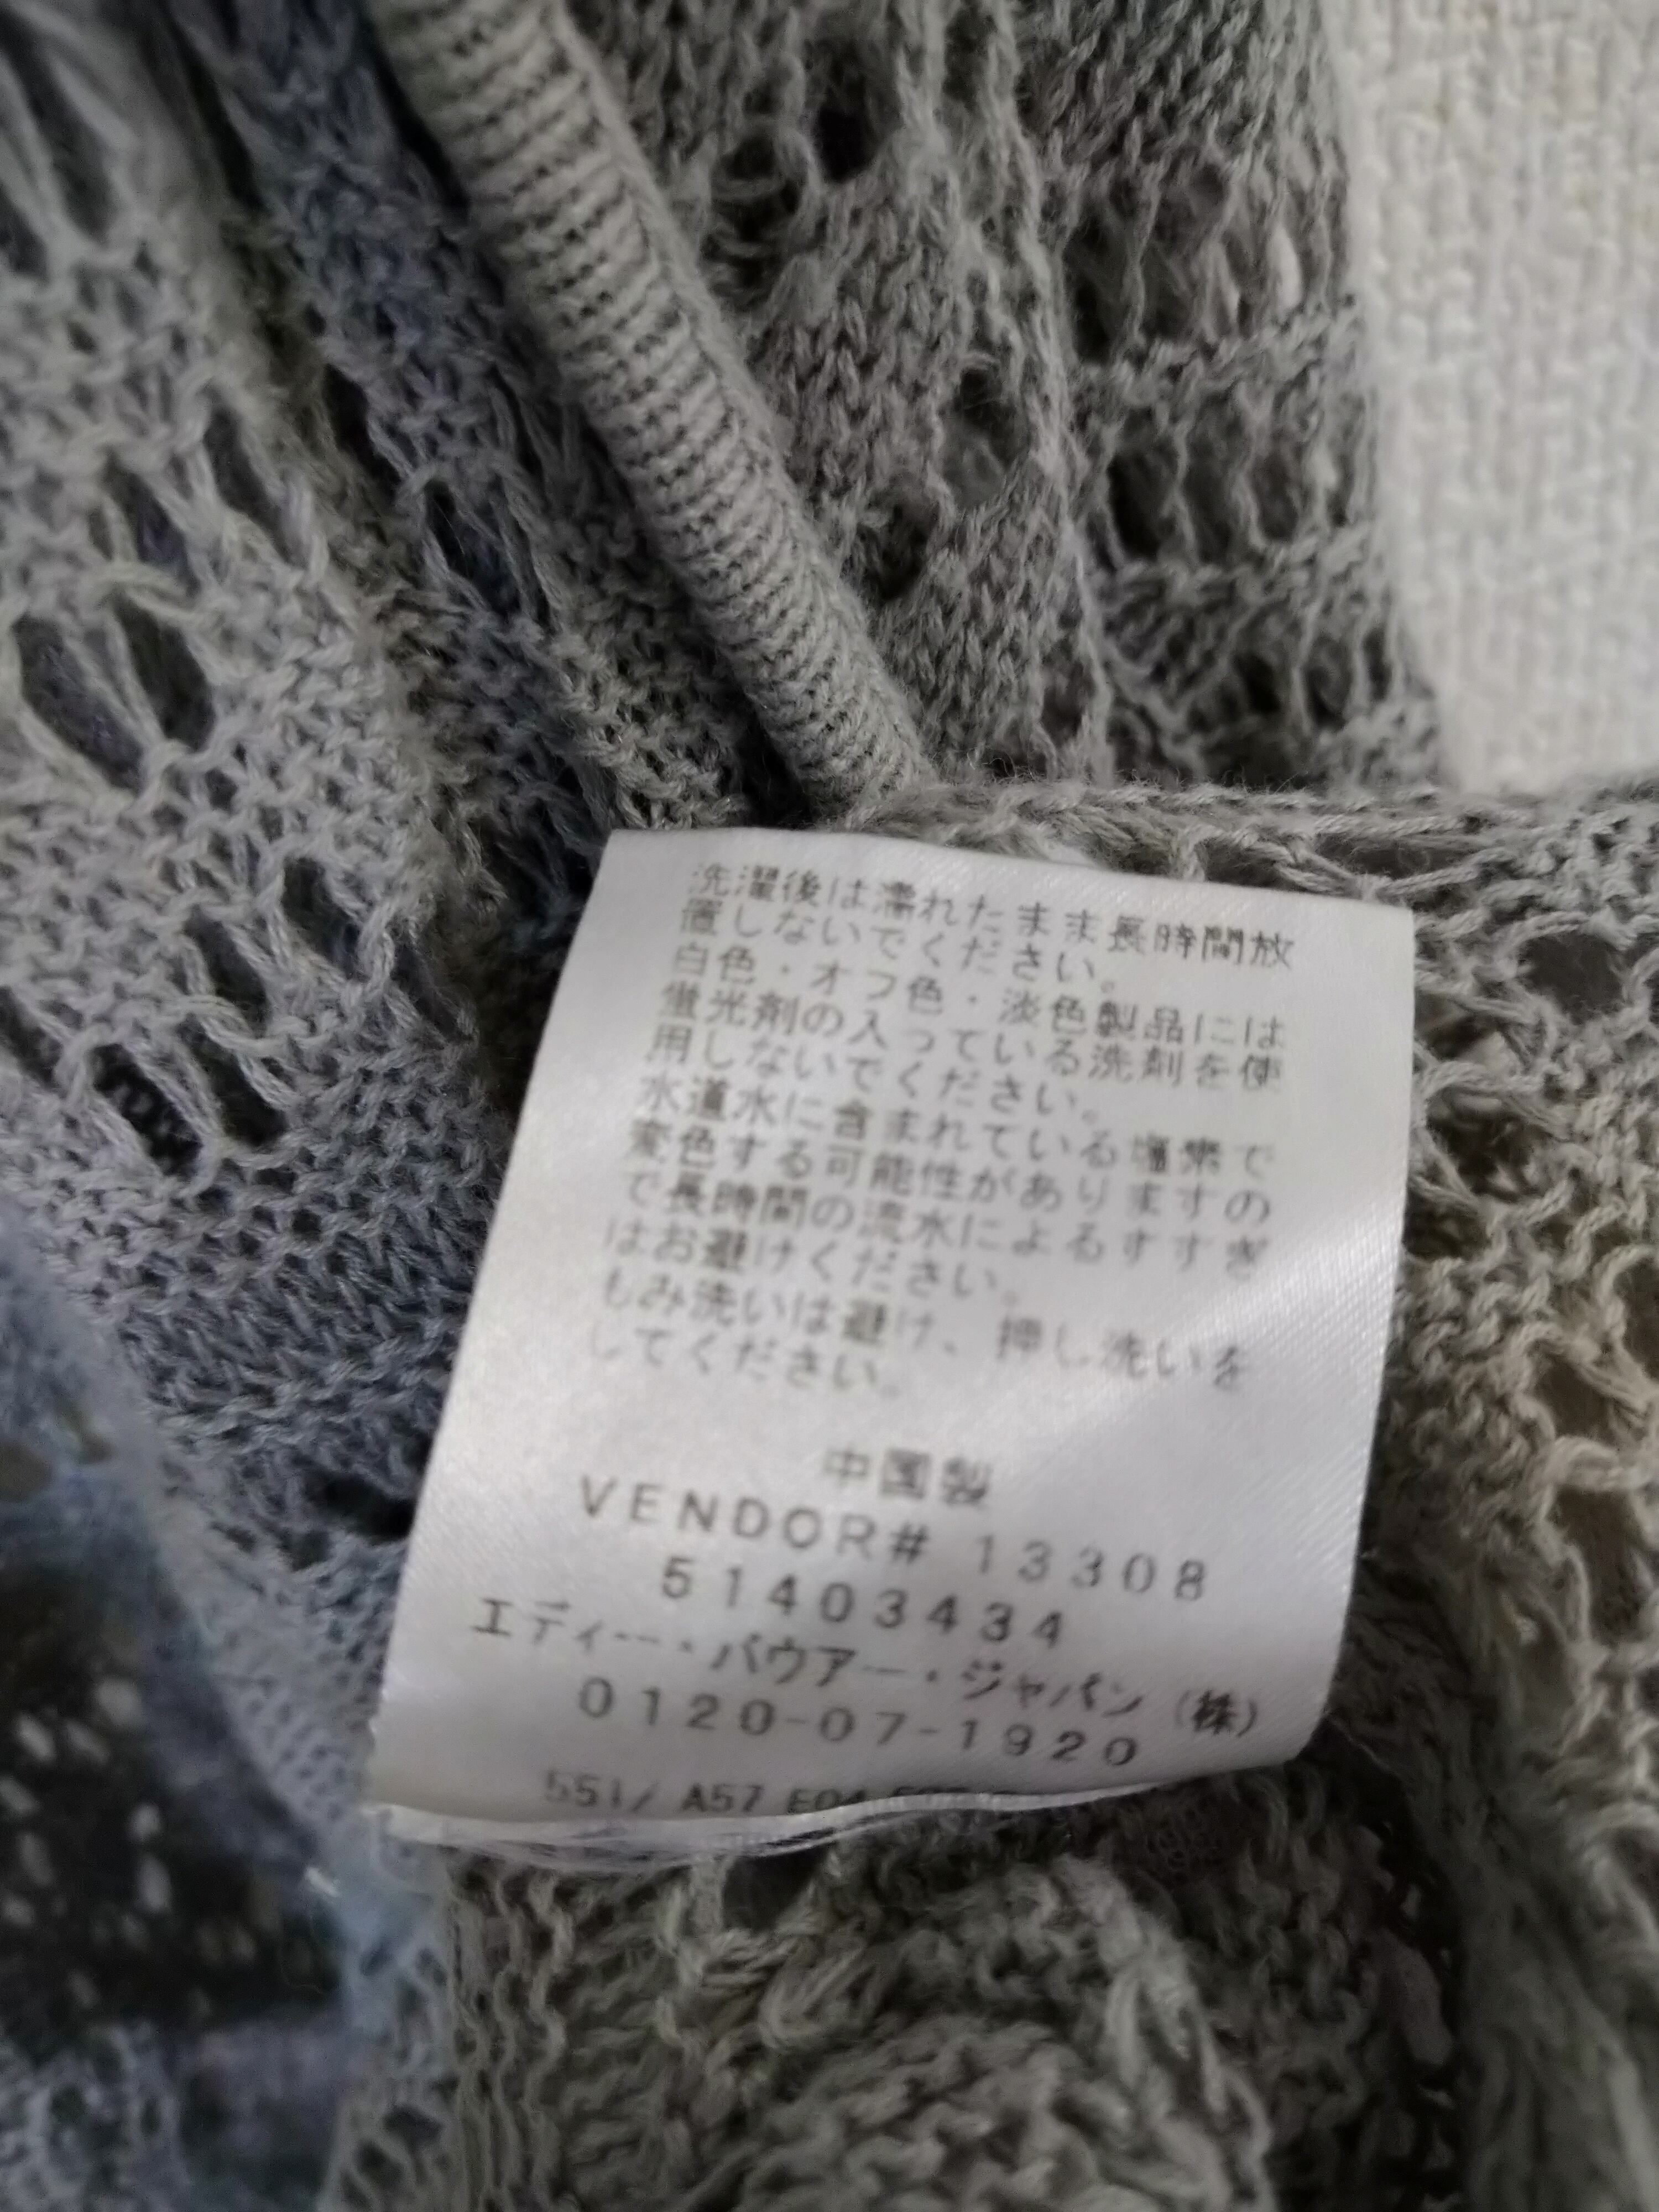 洗濯後は濡れたまま長時間放
置しないでください。
白色・オフ色・淡色製品には
蛍光剤の入っている洗剤を使
用しないでください。
水道水に含まれている塩素で
変色する可能性がありますの
で長時間の流水によるすすぎ
はお避けください。
もみ洗いは避け、押し洗いを
してください。
中国製
VENDOR# 13308
51403434
エディー・バウアー・ジャパン（株）
0120-07-1920
551/ A57